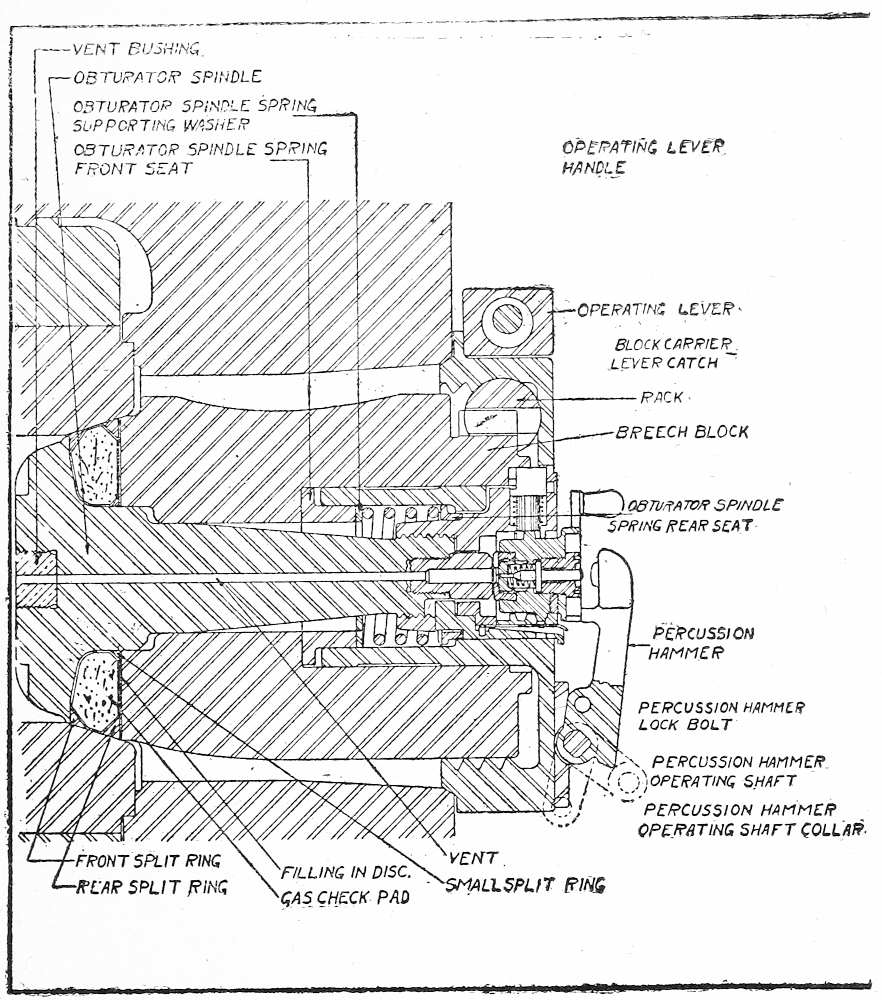 VENT BUSHING.
OBTURATOR SPINDLE
OBTURATOR SPINDLE SPRING
SUPPORTING WASHER
OBTURATOR SPINDLE SPRING
FRONT SEAT
OPERATING LEVER
HANDLE
OPERATING LEVER.
BLOCK CARRIER
LEVER CATCH
RACK.
BREECH BLOCK
OBTURATOR SPINDLE
SPRING REAR SEAT.
PERCUSSION
HAMMER
PERCUSSION HAMMER
LOCK BOLT
PERCUSSION HAMMER
OPERATING SHAFT
PERCUSSION HAMMER
OPERATING SHAFT COLLAR.
FRONT SPLIT RING
REAR SPLIT RING
FILLING IN DISC.
GAS CHECK PAD
VENT
SMALL SPLIT RING